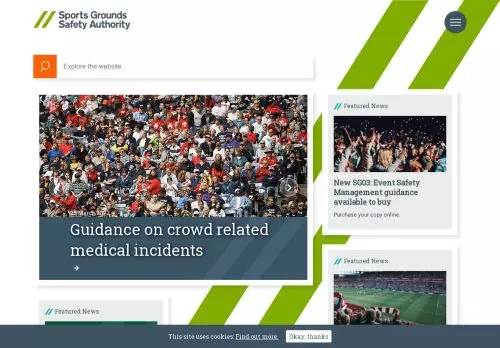 Sports Grounds
Safety Authority
Explore the website
Guidance on crowd related
medical incidents
Featured News
New SG03: Event Safety
Management guidance
available to buy
Purchase your copy online.
Featured News
Featured News
This site uses cookies: Find out more.
Okay, thanks